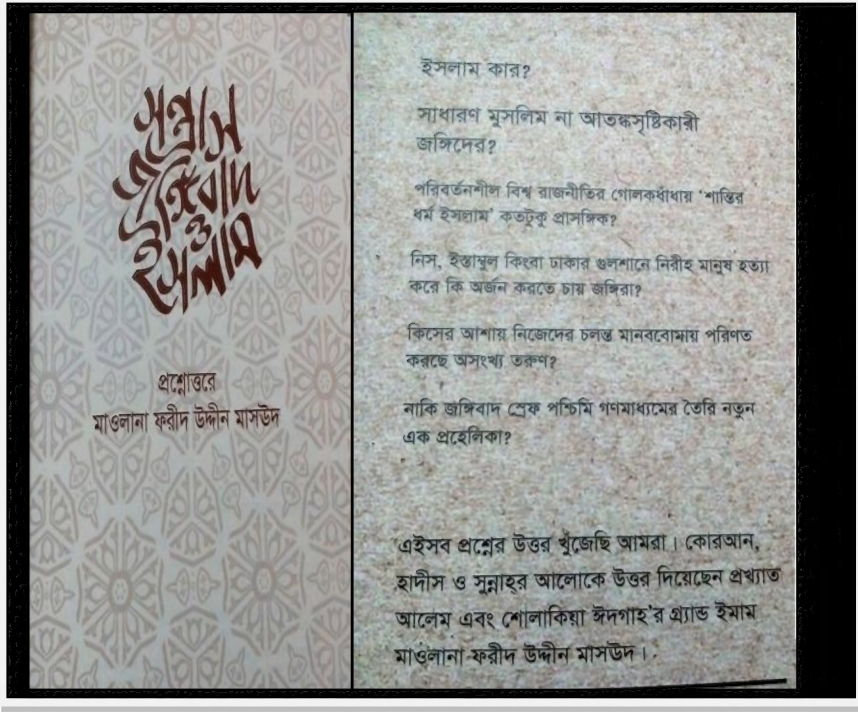 সন্ত্রাস
জঙ্গিবাদ
ও
ইসলাম
প্রশ্নোত্তরে
মাওলানা ফরীদ উদ্দীন মাসঊদ
ইসলাম কার?
সাধারণ মুসলিম না আতঙ্কসৃষ্টিকারী
জঙ্গিদের?
পরিবর্তনশীল বিশ্ব রাজনীতির গোলকধাঁধায় ‘শান্তির
ধর্ম ইসলাম’ কতটুকু প্রাসঙ্গিক?
নিস, ইস্তাম্বুল কিংবা ঢাকার গুলশানে নিরীহ মানুষ হত্যা
করে কি অর্জন করতে চায় জঙ্গিরা?
কিসের আশায় নিজেদের চলন্ত মানববোমায় পরিণত
করছে অসংখ্য তরুণ?
নাকি জঙ্গিবাদ স্রেফ পশ্চিমি গণমাধ্যমের তৈরি নতুন
এক প্রহেলিকা?
এইসব প্রশ্নের উত্তর খুঁজেছি আমরা। কোরআন,
হাদীস ও সুন্নাহ্‌র আলোকে উত্তর দিয়েছেন প্রখ্যাত
আলেম এবং শোলাকিয়া ঈদগাহ’র গ্র্যান্ড ইমাম
মাওলানা ফরীদ উদ্দীন মাসউদ।